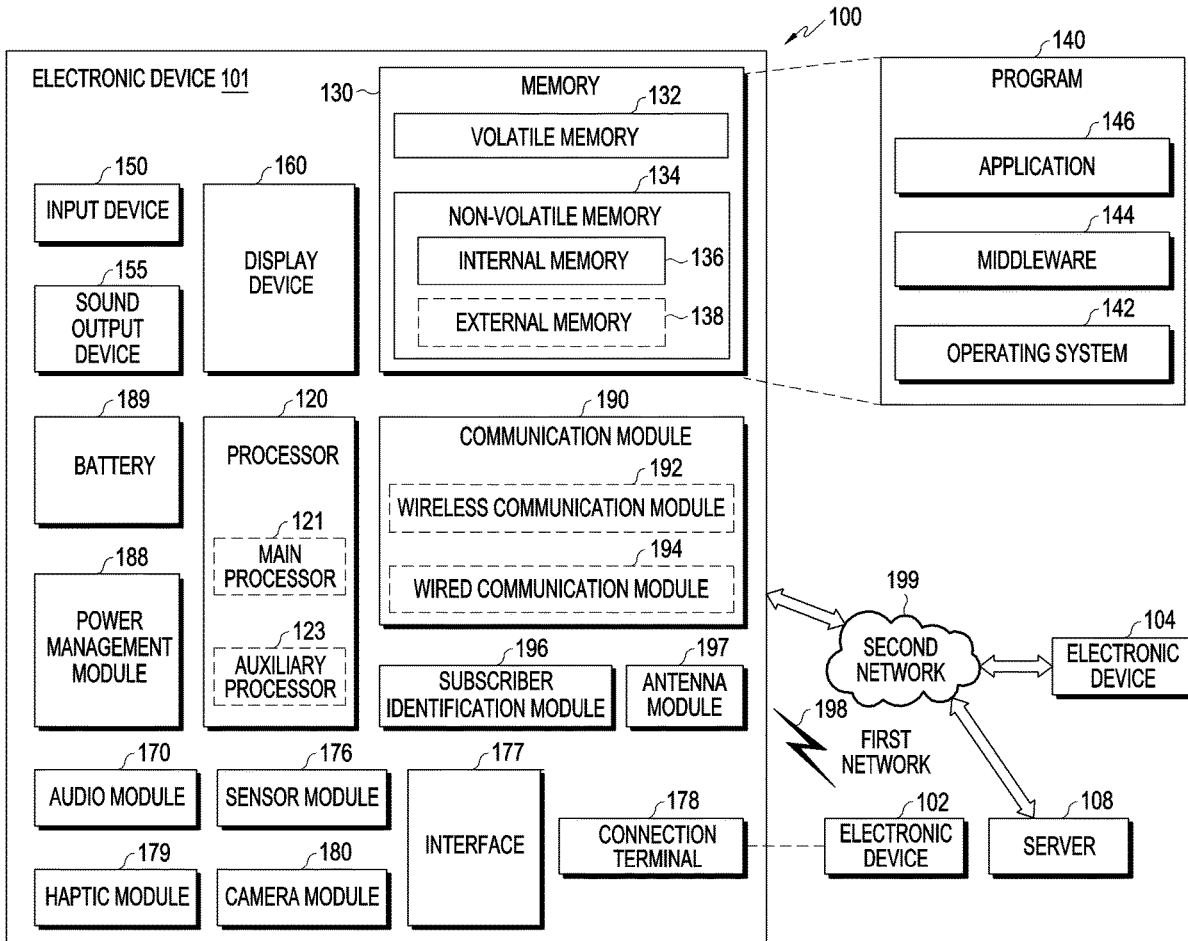 100
ELECTRONIC DEVICE 101
130
MEMORY
132
VOLATILE MEMORY
134
NON-VOLATILE MEMORY
INTERNAL MEMORY
136
EXTERNAL MEMORY
138
140
PROGRAM
146
APPLICATION
144
MIDDLEWARE
142
OPERATING SYSTEM
150
INPUT DEVICE
155
SOUND
OUTPUT
DEVICE
160
DISPLAY
DEVICE
189
BATTERY
120
PROCESSOR
121
MAIN
PROCESSOR
123
AUXILIARY
PROCESSOR
190
COMMUNICATION MODULE
192
WIRELESS COMMUNICATION MODULE
194
WIRED COMMUNICATION MODULE
188
POWER
MANAGEMENT
MODULE
196
SUBSCRIBER
IDENTIFICATION MODULE
197
ANTENNA
MODULE
199
SECOND
NETWORK
104
ELECTRONIC
DEVICE
198
FIRST
NETWORK
170
AUDIO MODULE
176
SENSOR MODULE
177
INTERFACE
178
CONNECTION
TERMINAL
102
ELECTRONIC
DEVICE
108
SERVER
179
HAPTIC MODULE
180
CAMERA MODULE